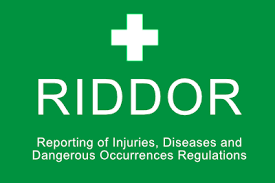 RIDDOR
Reporting of Injuries, Diseases and
Dangerous Occurrences Regulations